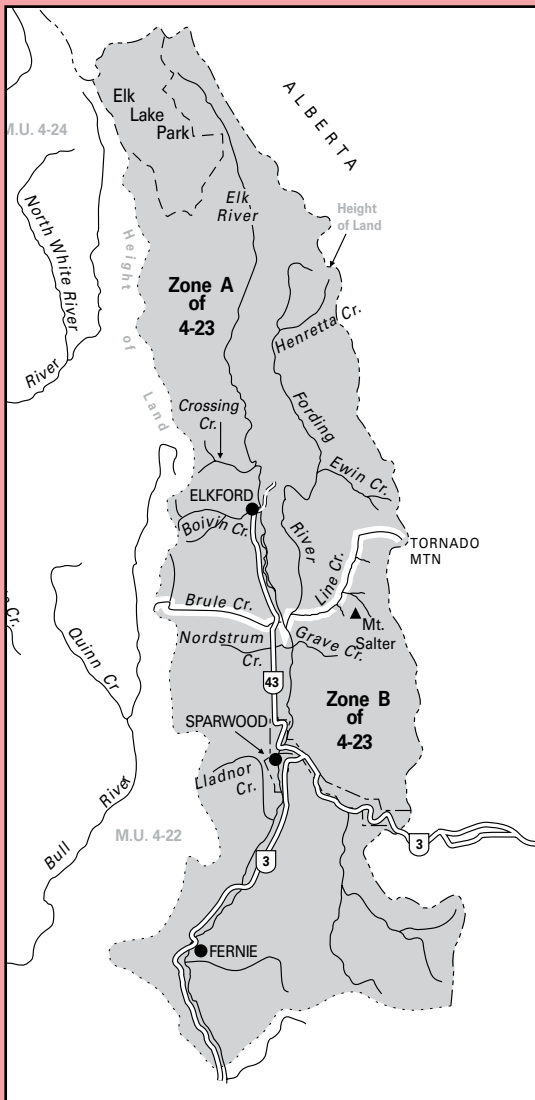 Elk
Lake
Park
ALBERTA
M.U. 4-24
North White River
River
Elk
River
Height
of Land
Height of Land
Zone A
of
4-23
Henretta Cr.
Fording
River
Crossing
Cr.
Ewin Cr.
ELKFORD
Boivin Cr.
TORNADO
MTN
Line Cr.
Brule Cr.
Mt.
Salter
Nordstrum
Cr.
Grave Cr.
Quinn Cr
Cr.
43
Zone B
of
4-23
SPARWOOD
Lladnor
Cr.
Bull River
M.U. 4-22
3
3
FERNIE